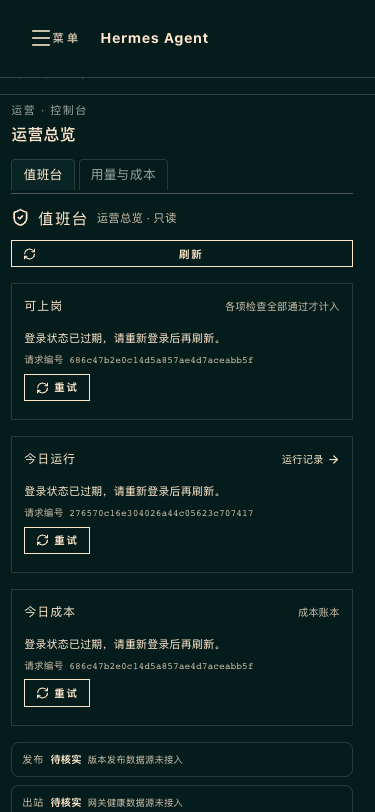 菜单 Hermes Agent
运营 · 控制台
运营总览
值班台 用量与成本
值班台 运营总览 · 只读
刷新
可上岗 各项检查全部通过才计入
登录状态已过期，请重新登录后再刷新。
请求编号 686c47b2e0c14d5a857ae4d7aceabb5f
重试
今日运行 运行记录 →
登录状态已过期，请重新登录后再刷新。
请求编号 276570c16e304026a44c05623c707417
重试
今日成本 成本账本
登录状态已过期，请重新登录后再刷新。
请求编号 686c47b2e0c14d5a857ae4d7aceabb5f
重试
发布 待核实 版本发布数据源未接入
出站 待核实 网关健康数据源未接入